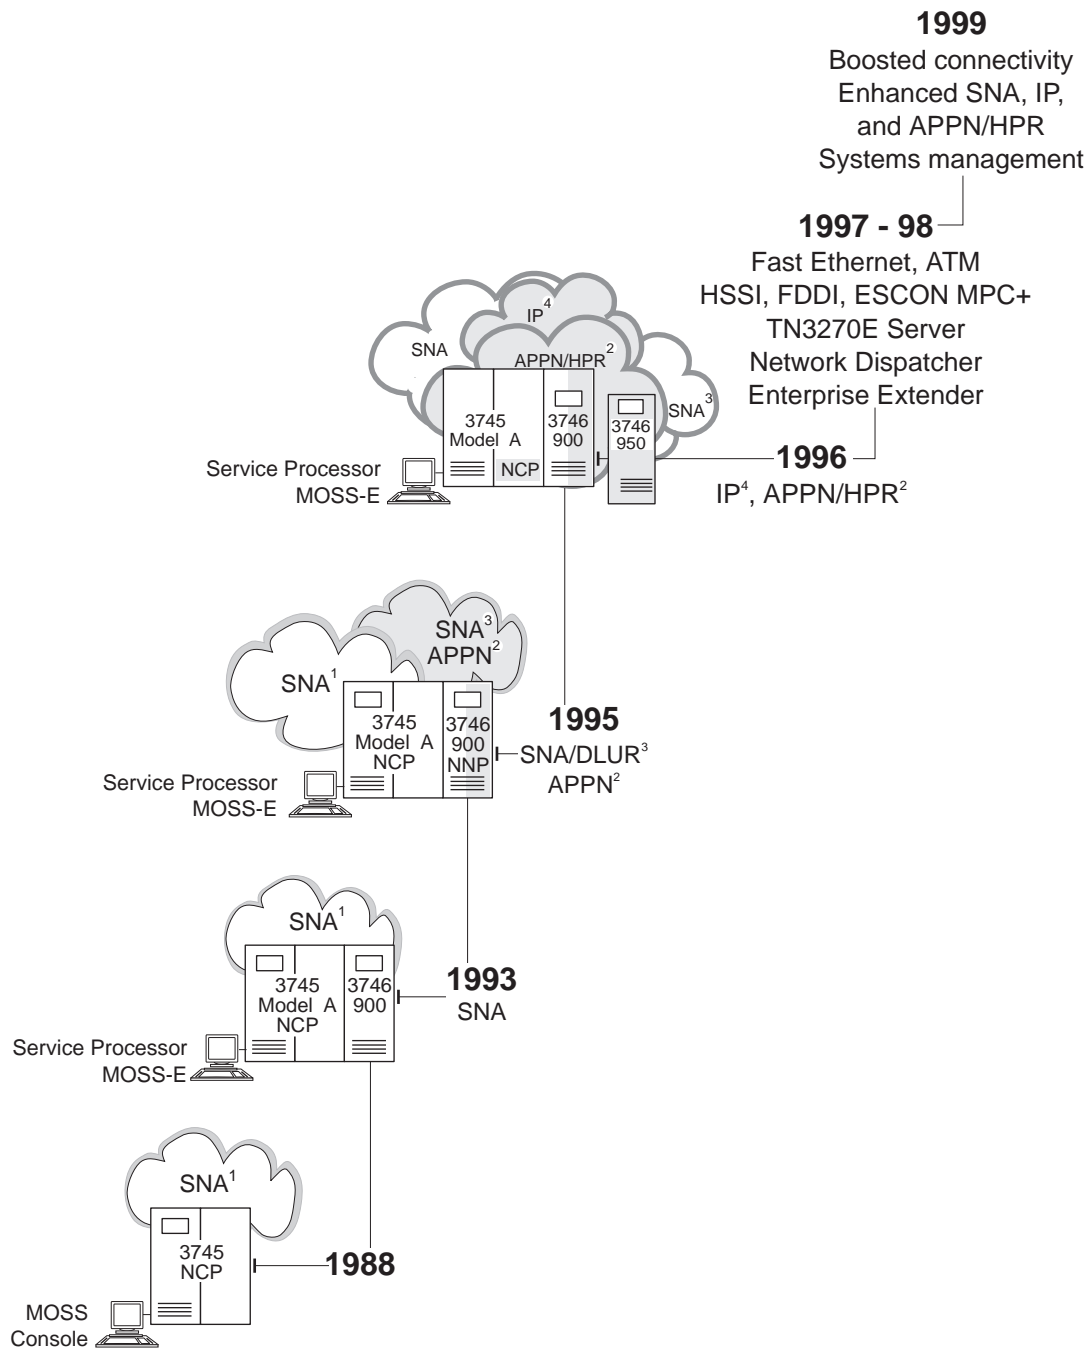 1999
Boosted connectivity
Enhanced SNA, IP,
and APPN/HPR
Systems management
1997 - 98
Fast Ethernet, ATM
HSSI, FDDI, ESCON MPC+
TN3270E Server
Network Dispatcher
Enterprise Extender
IP⁴
SNA
APPN/HPR²
SNA³
3745
Model A
NCP
3746
900
3746
950
Service Processor
MOSS-E
1996
IP⁴, APPN/HPR²
SNA³
APPN²
SNA¹
3745
Model A
NCP
3746
900
NNP
1995
SNA/DLUR³
APPN²
Service Processor
MOSS-E
SNA¹
3745
Model A
NCP
3746
900
1993
SNA
Service Processor
MOSS-E
SNA¹
3745
NCP
1988
MOSS
Console